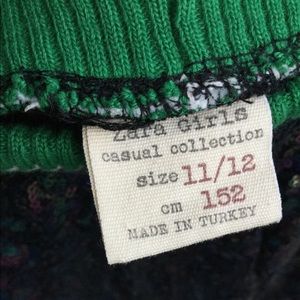 Zara Girls
casual collection
size 11/12
cm 152
MADE IN TURKEY